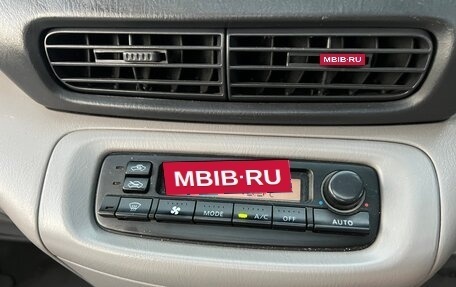 MBIB.RU
MBIB·RU
MODE
A/C
OFF
AUTO